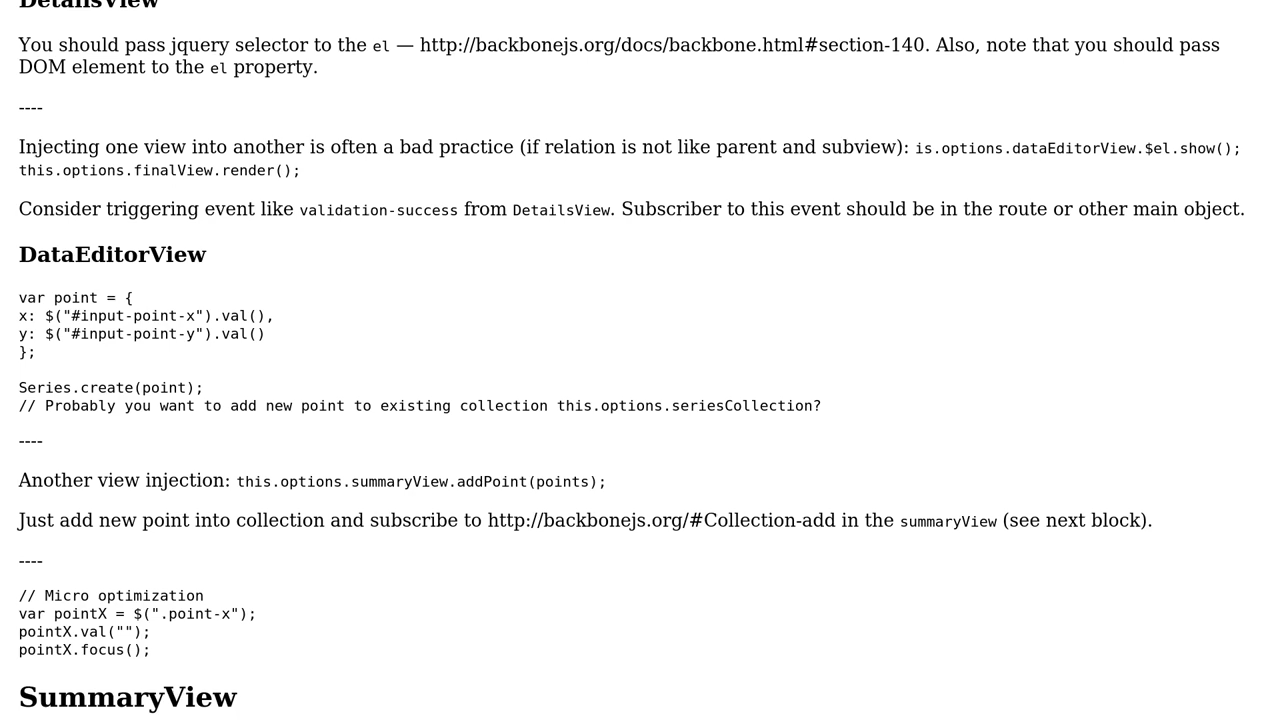 DetailsView
You should pass jquery selector to the el — http://backbonejs.org/docs/backbone.html#section-140. Also, note that you should pass
DOM element to the el property.
----
Injecting one view into another is often a bad practice (if relation is not like parent and subview): is.options.dataEditorView.$el.show();
this.options.finalView.render();
Consider triggering event like validation-success from DetailsView. Subscriber to this event should be in the route or other main object.
DataEditorView
var point = {
x: $("#input-point-x").val(),
y: $("#input-point-y").val()
};
Series.create(point);
// Probably you want to add new point to existing collection this.options.seriesCollection?
----
Another view injection: this.options.summaryView.addPoint(points);
Just add new point into collection and subscribe to http://backbonejs.org/#Collection-add in the summaryView (see next block).
----
// Micro optimization
var pointX = $(".point-x");
pointX.val("");
pointX.focus();
SummaryView